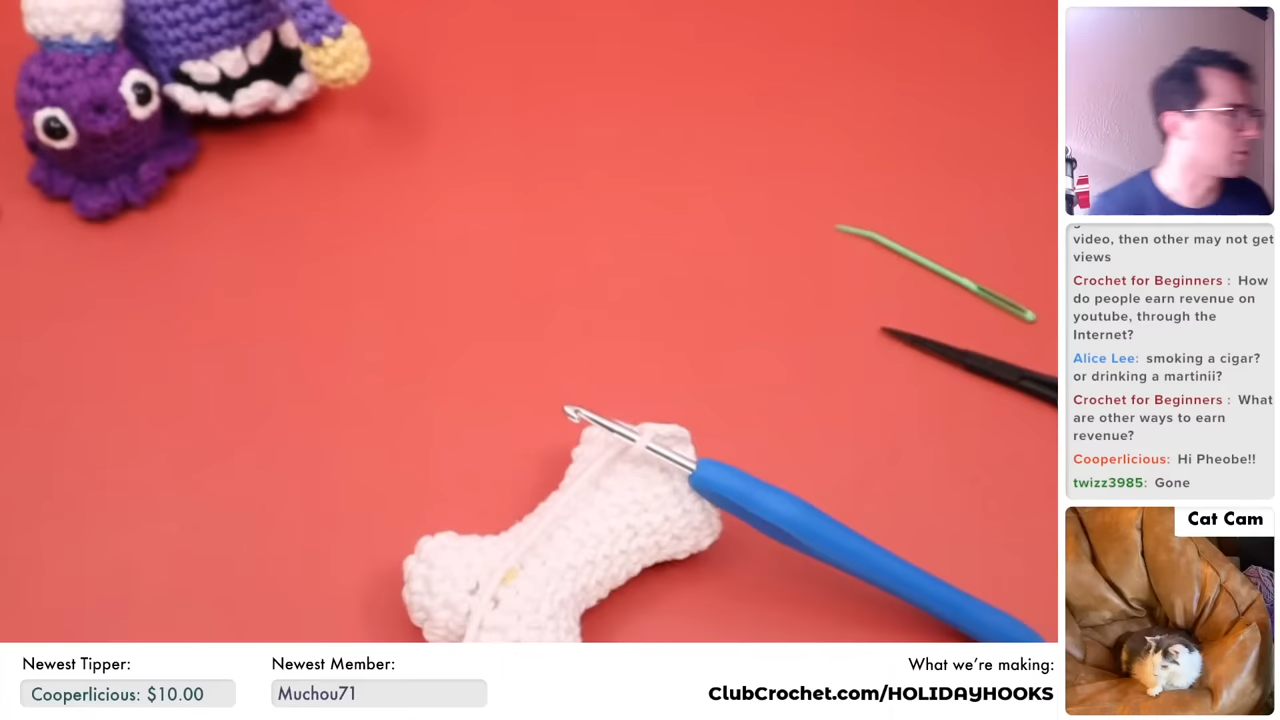 video, then other may not get
views
Crochet for Beginners : How
do people earn revenue on
youtube, through the
Internet?
Alice Lee: smoking a cigar?
or drinking a martinii?
Crochet for Beginners : What
are other ways to earn
revenue?
Cooperlicious: Hi Pheobe!!
twizz3985: Gone
Cat Cam
Newest Tipper:
Cooperlicious: $10.00
Newest Member:
Muchou71
What we're making:
ClubCrochet.com/HOLIDAYHOOKS